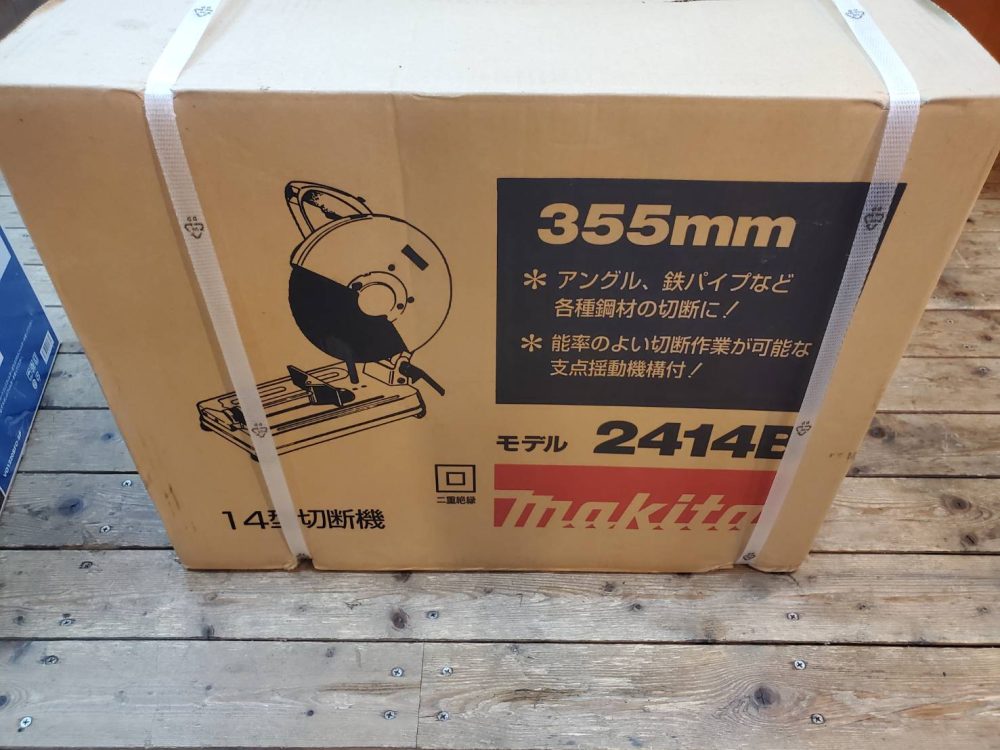 355mm
＊ アングル、鉄パイプなど
各種鋼材の切断に！
＊ 能率のよい切断作業が可能な
支点揺動機構付！
モデル 2414B
二重絶縁
makita
14型切断機